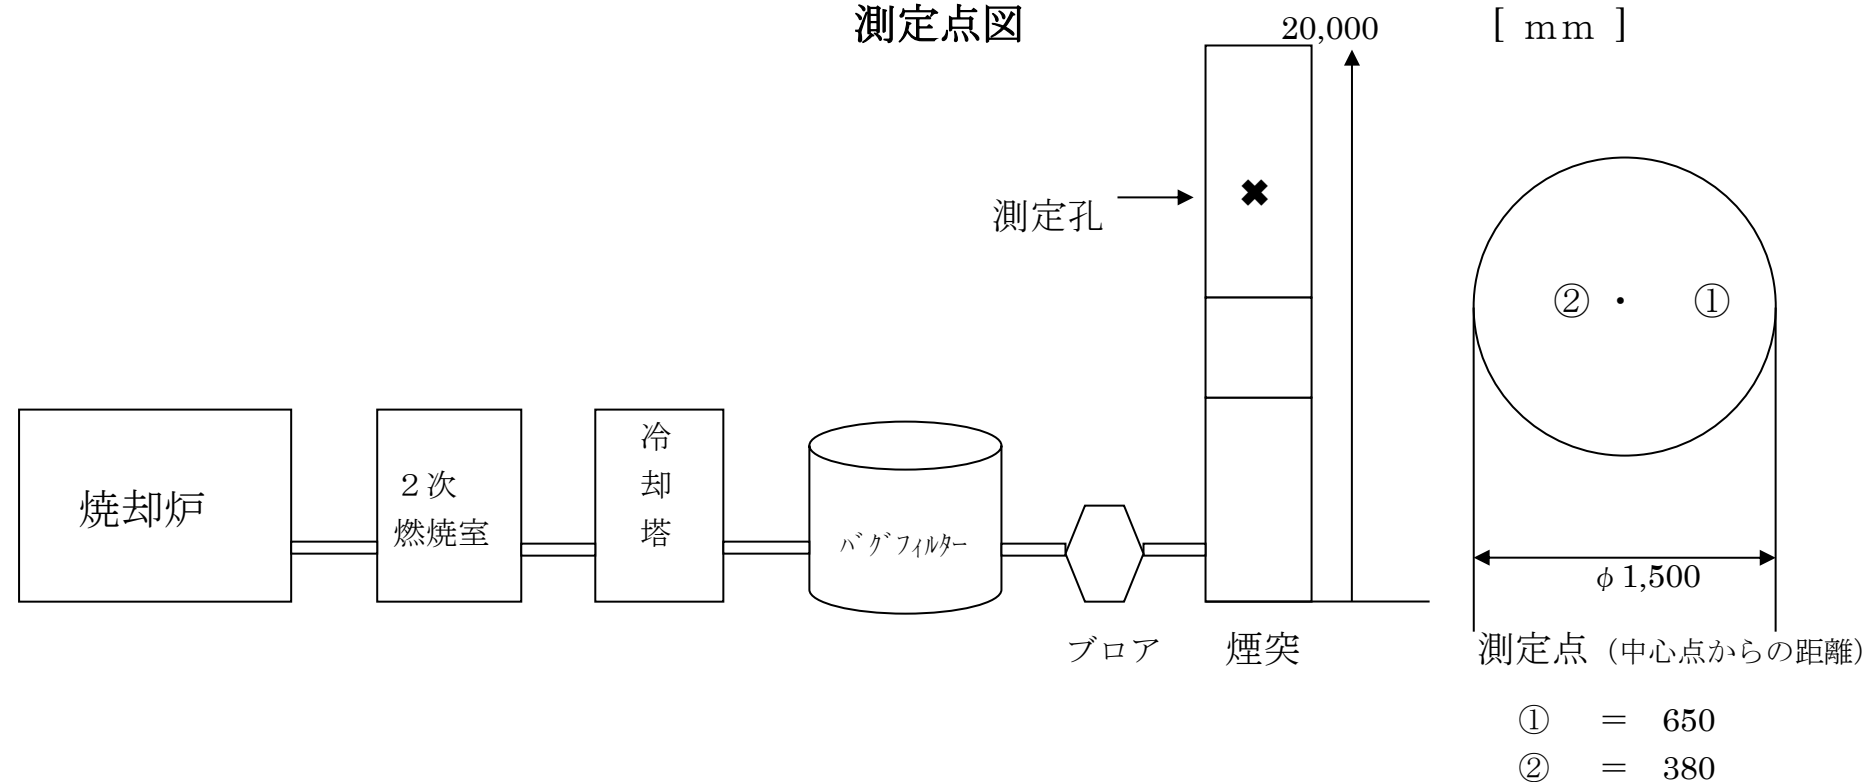 測定点図
20,000
[ mm ]
測定孔
② ・ ①
焼却炉
２次
燃焼室
冷
却
塔
ﾊﾞｸﾞﾌｨﾙﾀｰ
φ1,500
ブロア
煙突
測定点（中心点からの距離）
① ＝ 650
② ＝ 380